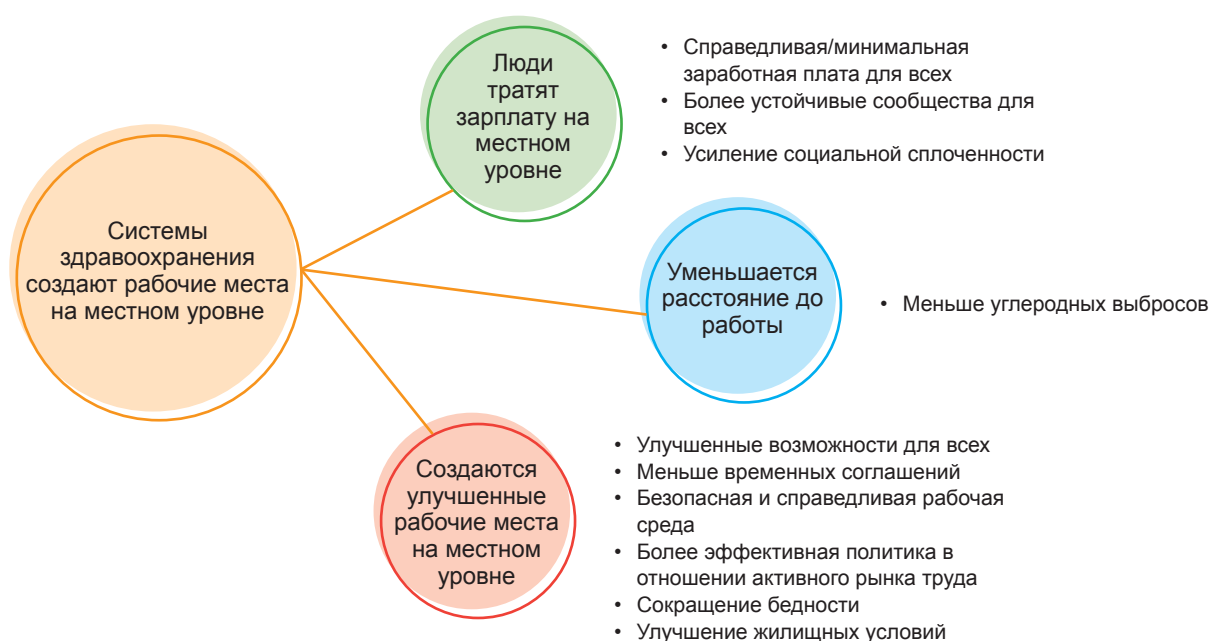 Системы
здравоохранения
создают рабочие места
на местном уровне
Люди
тратят
зарплату на
местном
уровне
• Справедливая/минимальная
заработная плата для всех
• Более устойчивые сообщества для
всех
• Усиление социальной сплоченности
Уменьшается
расстояние до
работы
• Меньше углеродных выбросов
Создаются
улучшенные
рабочие места
на местном
уровне
• Улучшенные возможности для всех
• Меньше временных соглашений
• Безопасная и справедливая рабочая
среда
• Более эффективная политика в
отношении активного рынка труда
• Сокращение бедности
• Улучшение жилищных условий